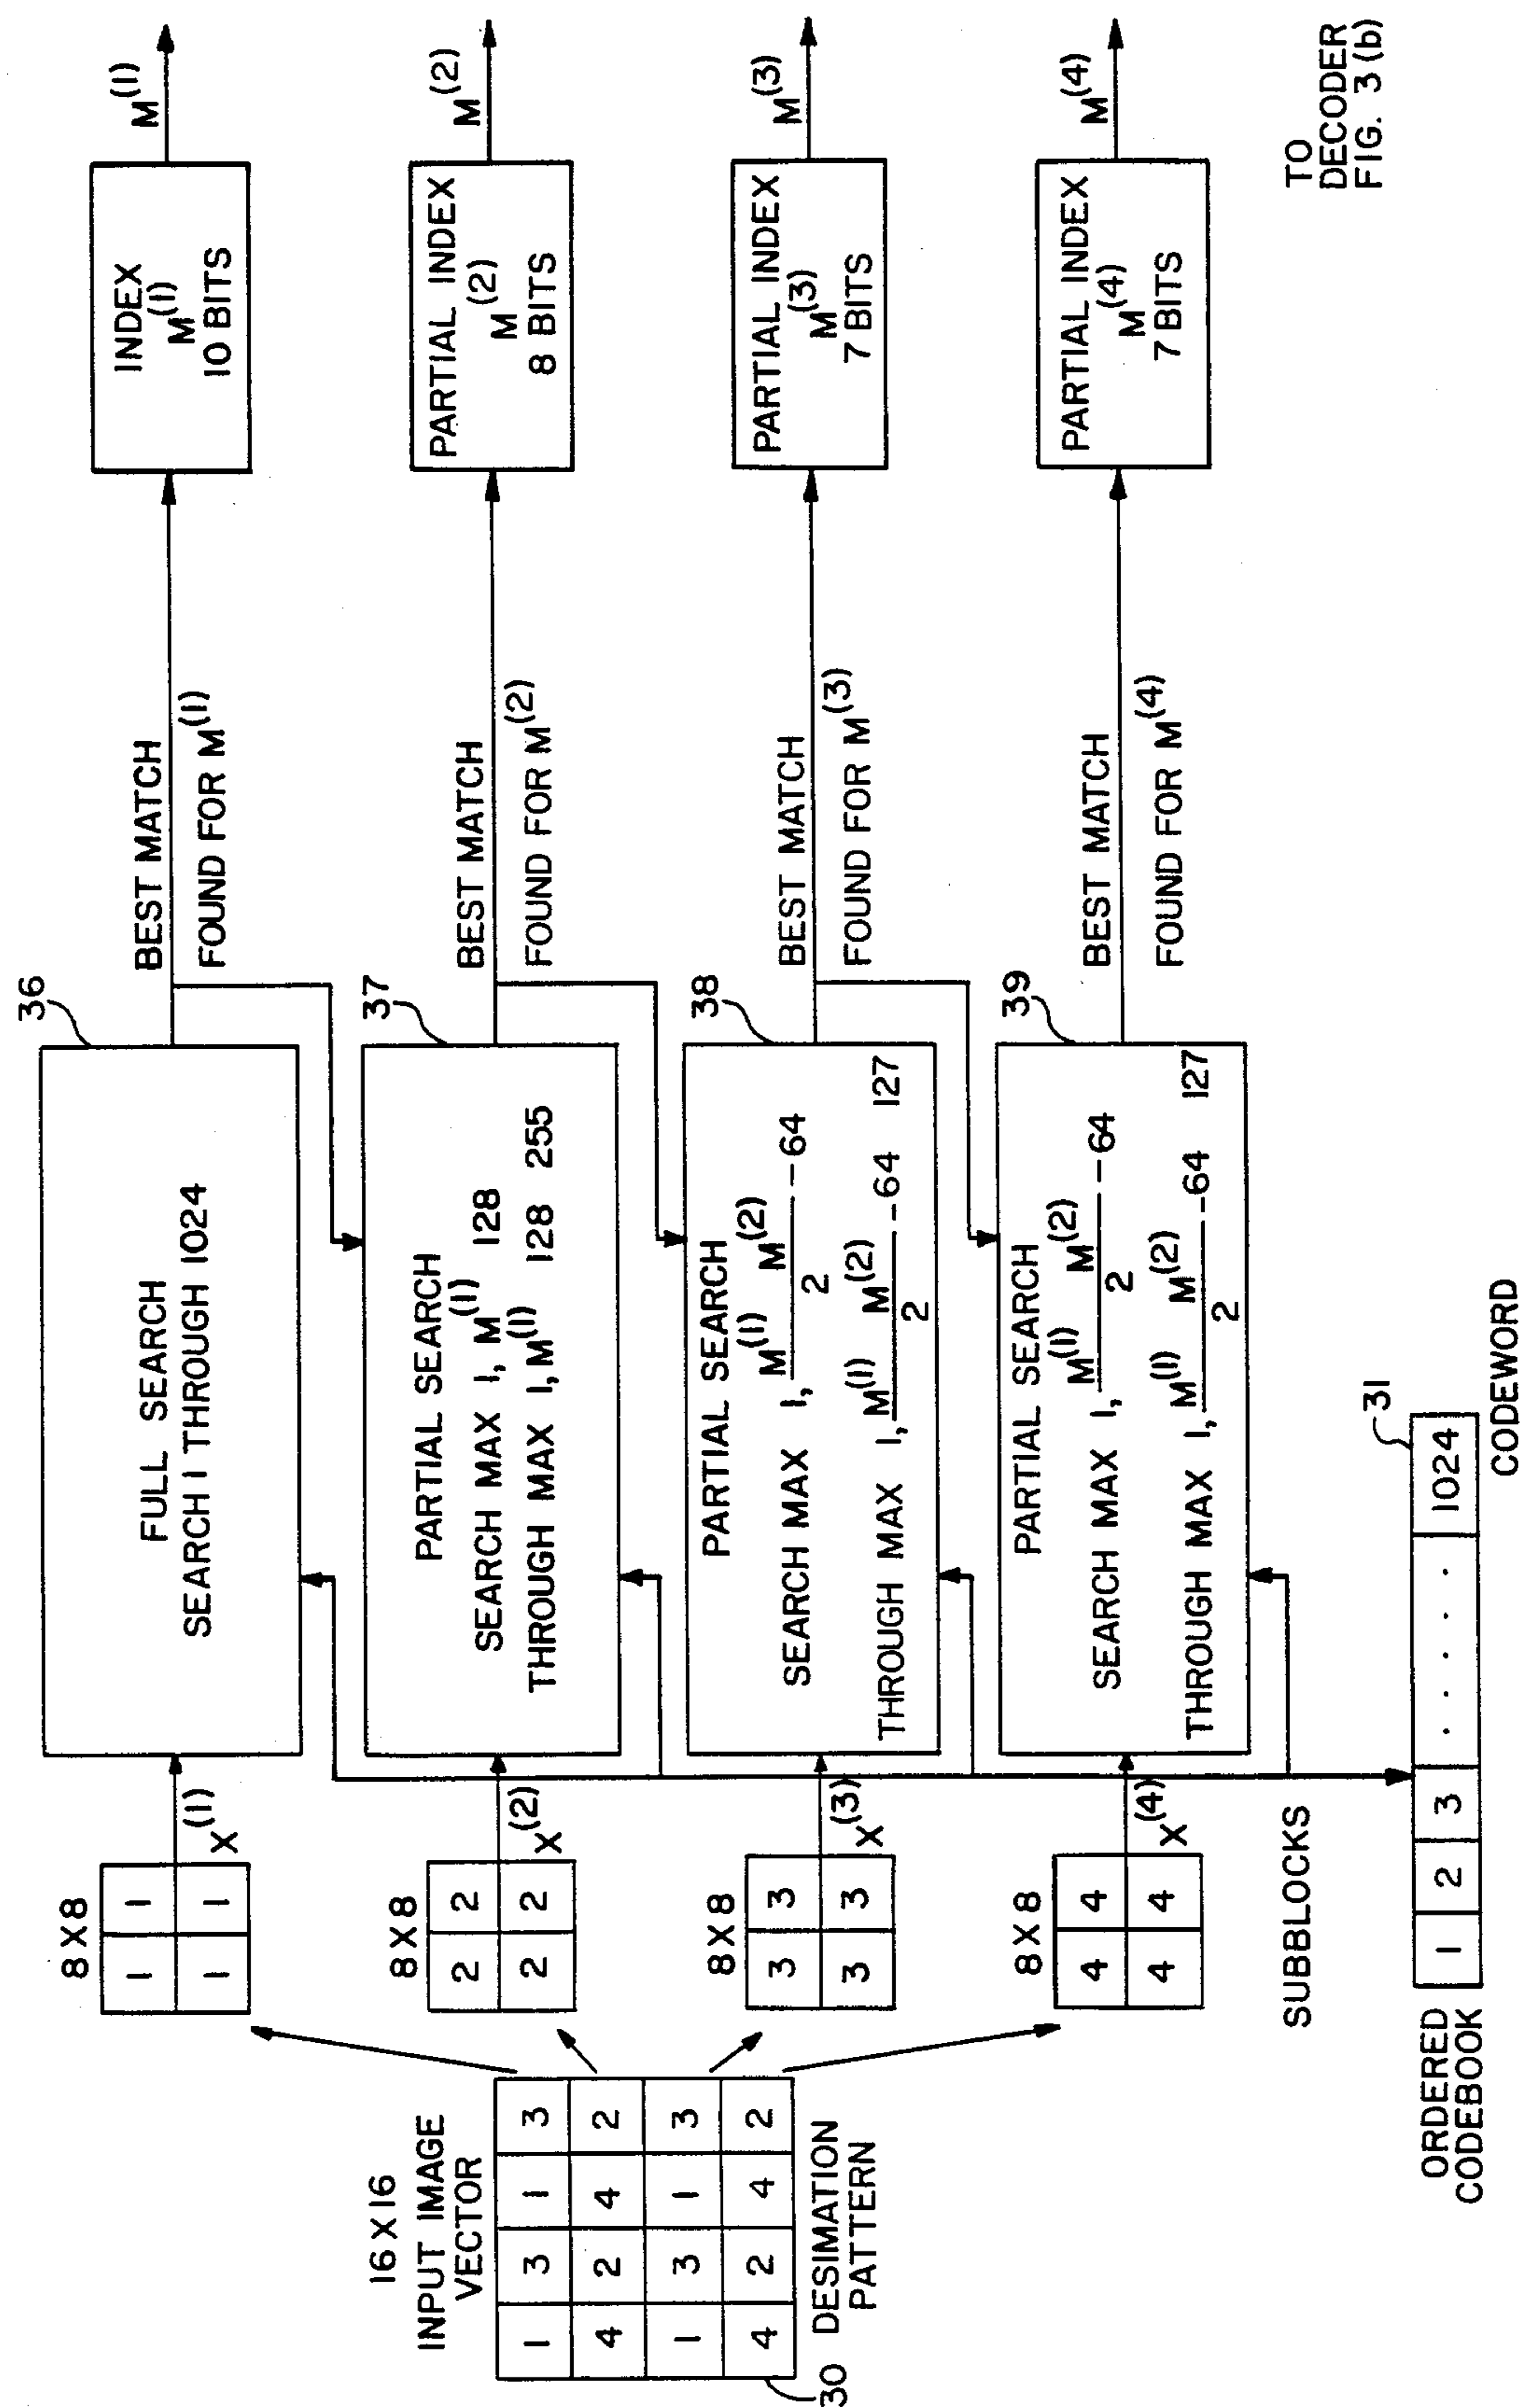 16 X 16
INPUT IMAGE
VECTOR
1 3 1 3
4 2 4 2
1 3 1 3
4 2 4 2
30
DESIMATION
PATTERN
8 X 8
1 1
1 1
X(1)
36
FULL SEARCH
SEARCH 1 THROUGH 1024
BEST MATCH
FOUND FOR M(1)
INDEX
M(1)
10 BITS
M(1)
8 X 8
2 2
2 2
X(2)
37
PARTIAL SEARCH
SEARCH MAX 1, M(1) 128
THROUGH MAX 1, M(1) 128 255
BEST MATCH
FOUND FOR M(2)
PARTIAL INDEX
M(2)
8 BITS
M(2)
8 X 8
3 3
3 3
X(3)
38
PARTIAL SEARCH
SEARCH MAX 1, M(1) M(2) / 2 -64
THROUGH MAX 1, M(1) M(2) / 2 -64 127
BEST MATCH
FOUND FOR M(3)
PARTIAL INDEX
M(3)
7 BITS
M(3)
8 X 8
4 4
4 4
X(4)
39
PARTIAL SEARCH
SEARCH MAX 1, M(1) M(2) / 2 -64
THROUGH MAX 1, M(1) M(2) / 2 -64 127
BEST MATCH
FOUND FOR M(4)
PARTIAL INDEX
M(4)
7 BITS
M(4)
SUBBLOCKS
TO
DECODER
FIG. 3 (b)
ORDERED
CODEBOOK
1 2 3 . . . . 1024
31
CODEWORD